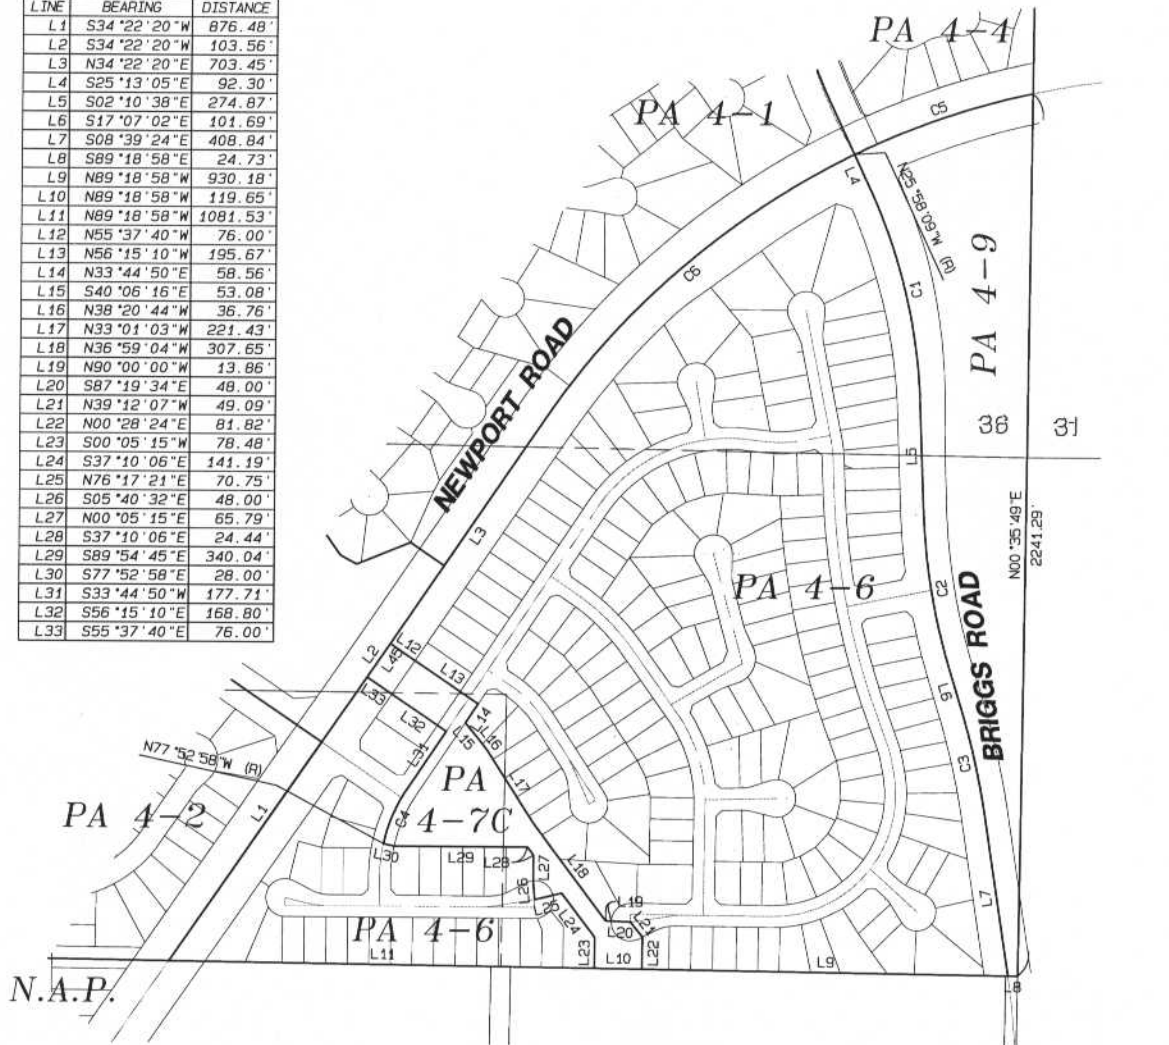 LINE BEARING DISTANCE
L1 S34°22'20"W 876.48'
L2 S34°22'20"W 103.56'
L3 N34°22'20"E 703.45'
L4 S25°13'05"E 92.30'
L5 S02°10'38"E 274.87'
L6 S17°07'02"E 101.69'
L7 S08°39'24"E 408.84'
L8 S89°18'58"E 24.73'
L9 N89°18'58"W 930.18'
L10 N89°18'58"W 119.65'
L11 N89°18'58"W 1081.53'
L12 N55°37'40"W 76.00'
L13 N56°15'10"W 195.67'
L14 N33°44'50"E 58.56'
L15 S40°06'16"E 53.08'
L16 N38°20'44"W 36.76'
L17 N33°01'03"W 221.43'
L18 N36°59'04"W 307.65'
L19 N90°00'00"W 13.86'
L20 S87°19'34"E 48.00'
L21 N39°12'07"W 49.09'
L22 N00°28'24"E 81.82'
L23 S00°05'15"W 78.48'
L24 S37°10'06"E 141.19'
L25 N76°17'21"E 70.75'
L26 S05°40'32"E 48.00'
L27 N00°05'15"E 65.79'
L28 S37°10'06"E 24.44'
L29 S89°54'45"E 340.04'
L30 S77°52'58"E 28.00'
L31 S33°44'50"W 177.71'
L32 S56°15'10"E 168.80'
L33 S55°37'40"E 76.00'
PA 4-4
PA 4-1
C5
L4
N25°58'09"W (R)
C6
C1
PA 4-9
NEWPORT ROAD
36 31
L5
L3
N00°35'49"E
2241.29'
PA 4-6
C2
BRIGGS ROAD
L2
L45
L12
L13
L33
L32
L14
L15
L16
L6
N77°52'58"W (R)
L31
L17
C3
PA
4-7C
PA 4-2
L1
C4
L30
L29
L28
L27
L18
L26
L25
L24
L19
L20
L21
L7
PA 4-6
L11
L23
L10
L22
L9
L8
N.A.P.